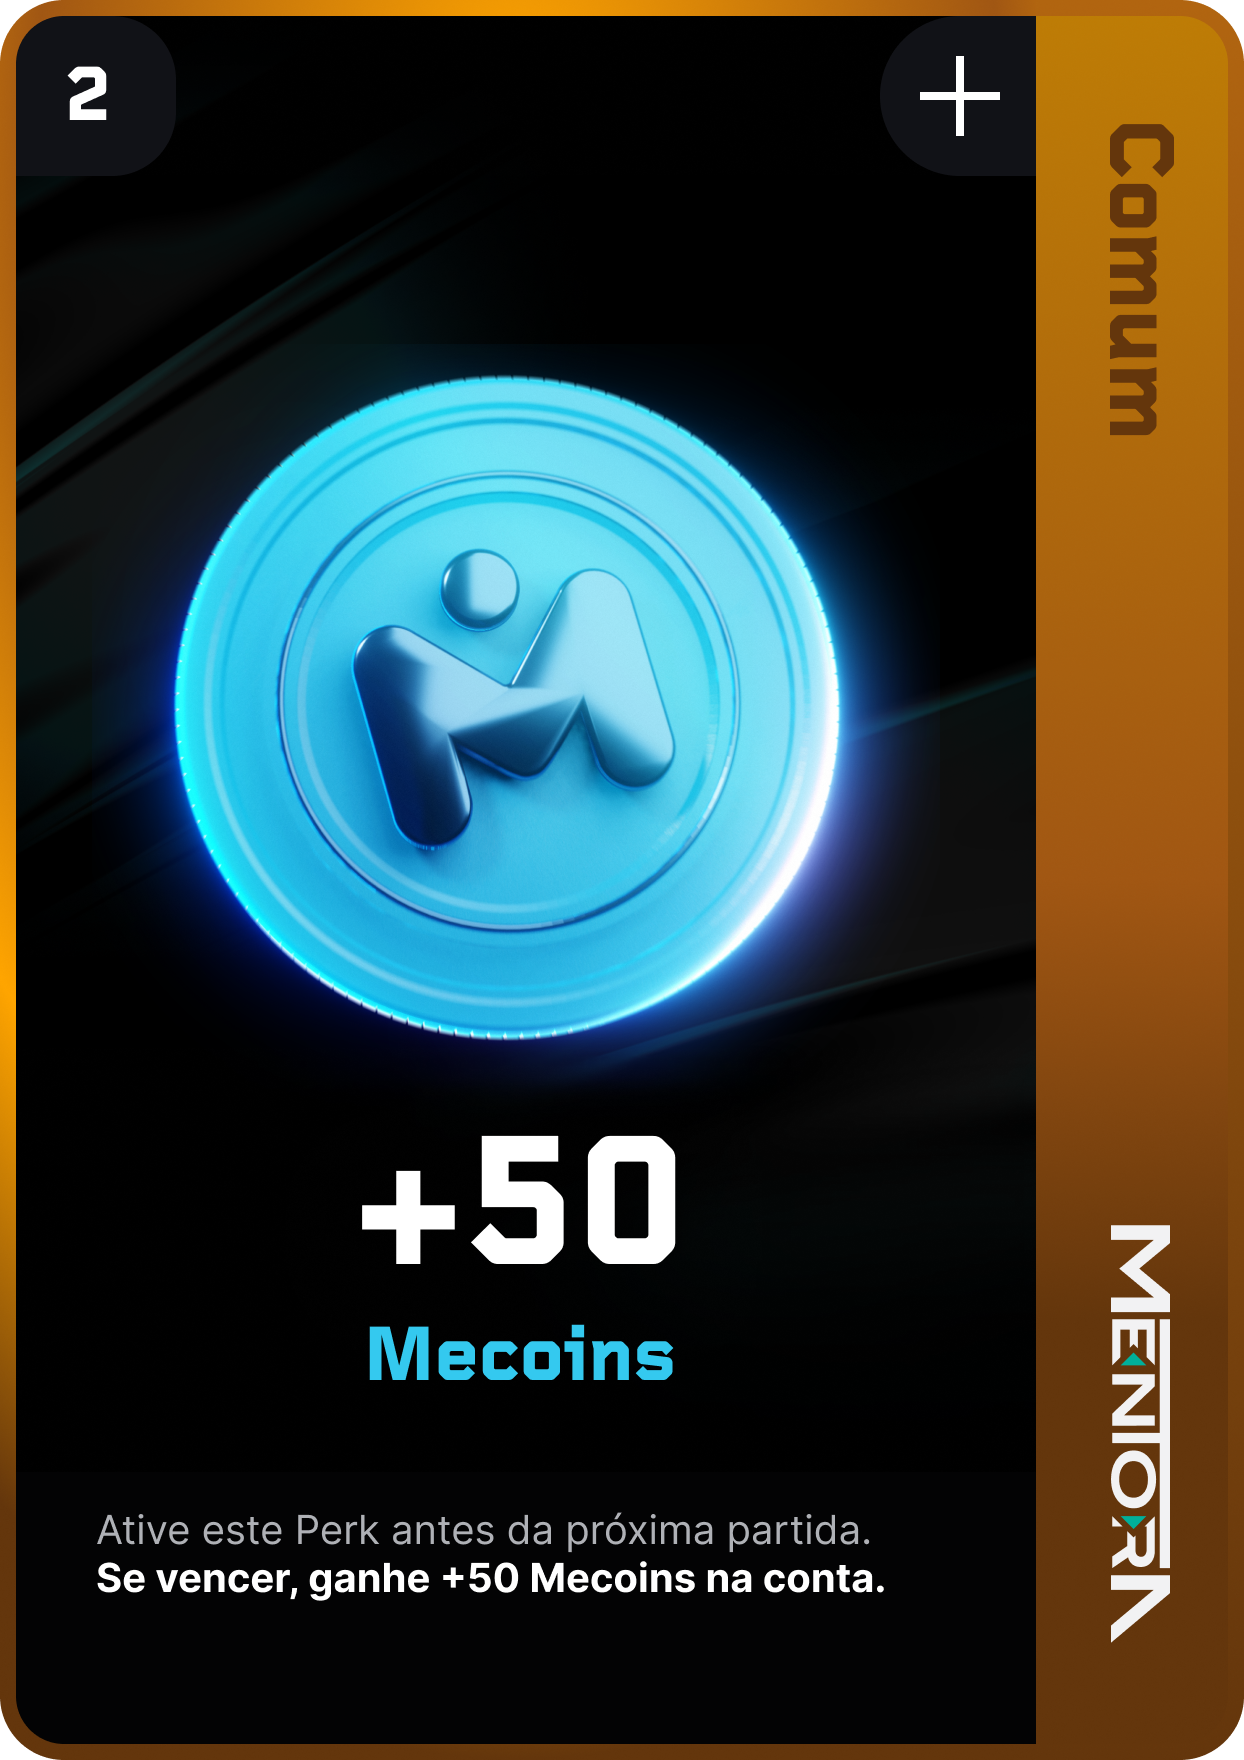 2
Comum
+50
Mecoins
Ative este Perk antes da próxima partida.
Se vencer, ganhe +50 Mecoins na conta.
MENTORA